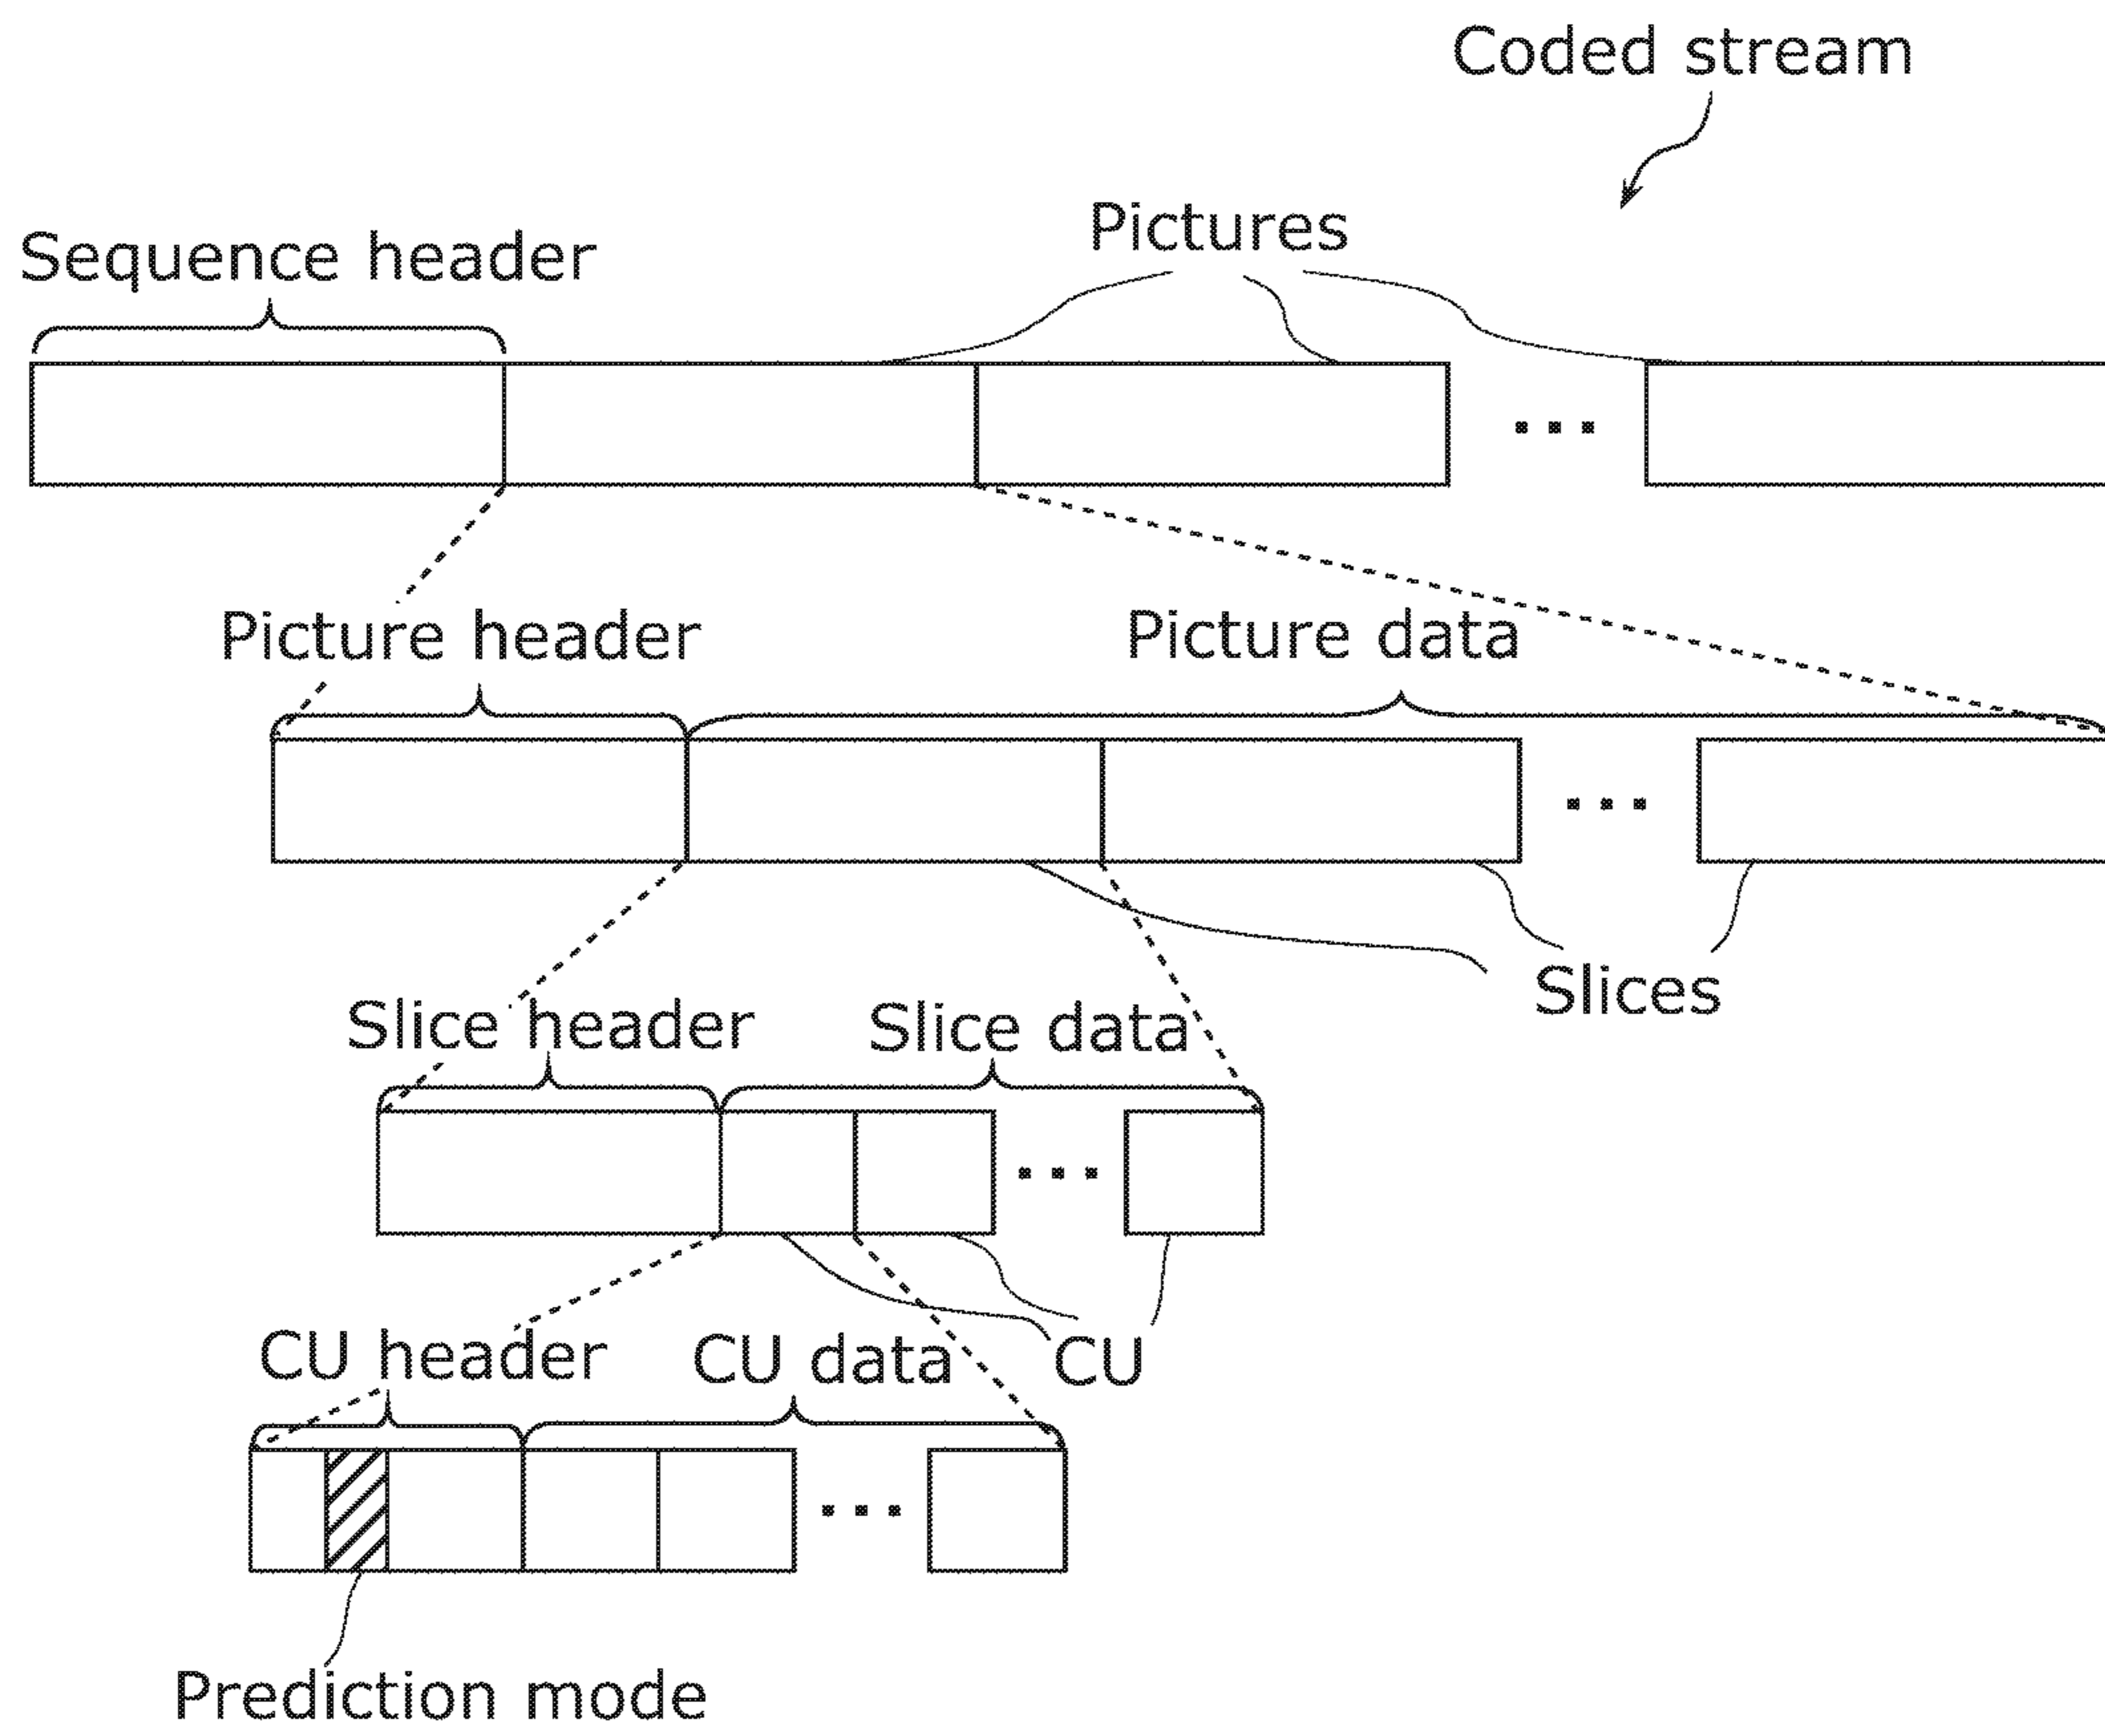 Coded stream
Pictures
Sequence header
...
Picture header
Picture data
...
Slices
Slice header
Slice data
...
CU header
CU data
CU
...
Prediction mode